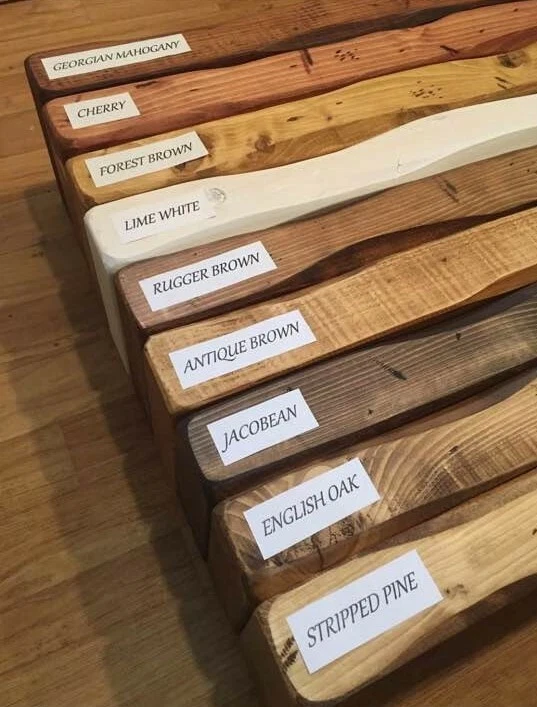 GEORGIAN MAHOGANY
CHERRY
FOREST BROWN
LIME WHITE
RUGGER BROWN
ANTIQUE BROWN
JACOBEAN
ENGLISH OAK
STRIPPED PINE